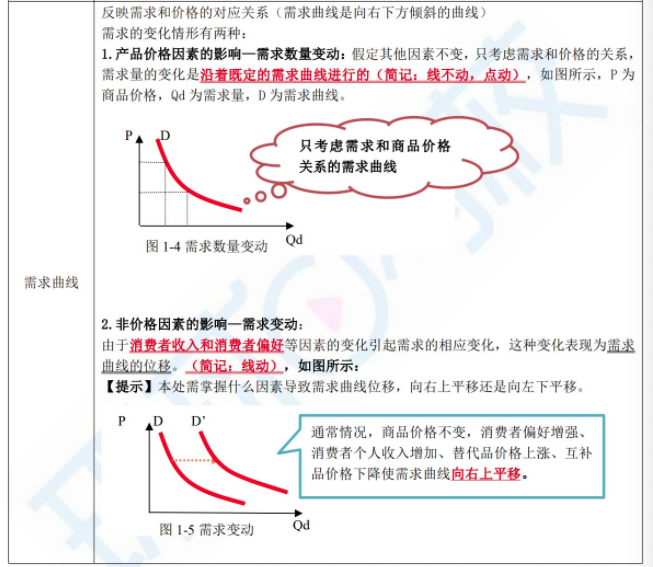 反映需求和价格的对应关系（需求曲线是向右下方倾斜的曲线）
需求的变化情形有两种：
1.产品价格因素的影响—需求数量变动：假定其他因素不变，只考虑需求和价格的关系，
需求量的变化是沿着既定的需求曲线进行的（简记：线不动，点动），如图所示，P 为
商品价格，Qd 为需求量，D 为需求曲线。
P
D
只考虑需求和商品价格
关系的需求曲线
Qd
图 1-4 需求数量变动
需求曲线
2.非价格因素的影响—需求变动：
由于消费者收入和消费者偏好等因素的变化引起需求的相应变化，这种变化表现为需求
曲线的位移。（简记：线动），如图所示：
【提示】本处需掌握什么因素导致需求曲线位移，向右上平移还是向左下平移。
P
D
D’
通常情况，商品价格不变，消费者偏好增强、
消费者个人收入增加、替代品价格上涨、互补
品价格下降使需求曲线向右上平移。
Qd
图 1-5 需求变动